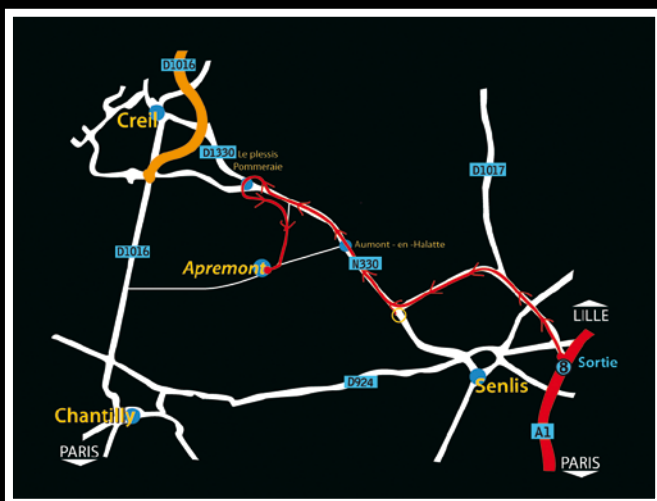 D1016
Creil
D1330
Le plessis
Pommeraie
D1017
D1016
Aumont - en -Halatte
Apremont
N330
LILLE
8
Sortie
D924
Senlis
Chantilly
A1
PARIS
PARIS